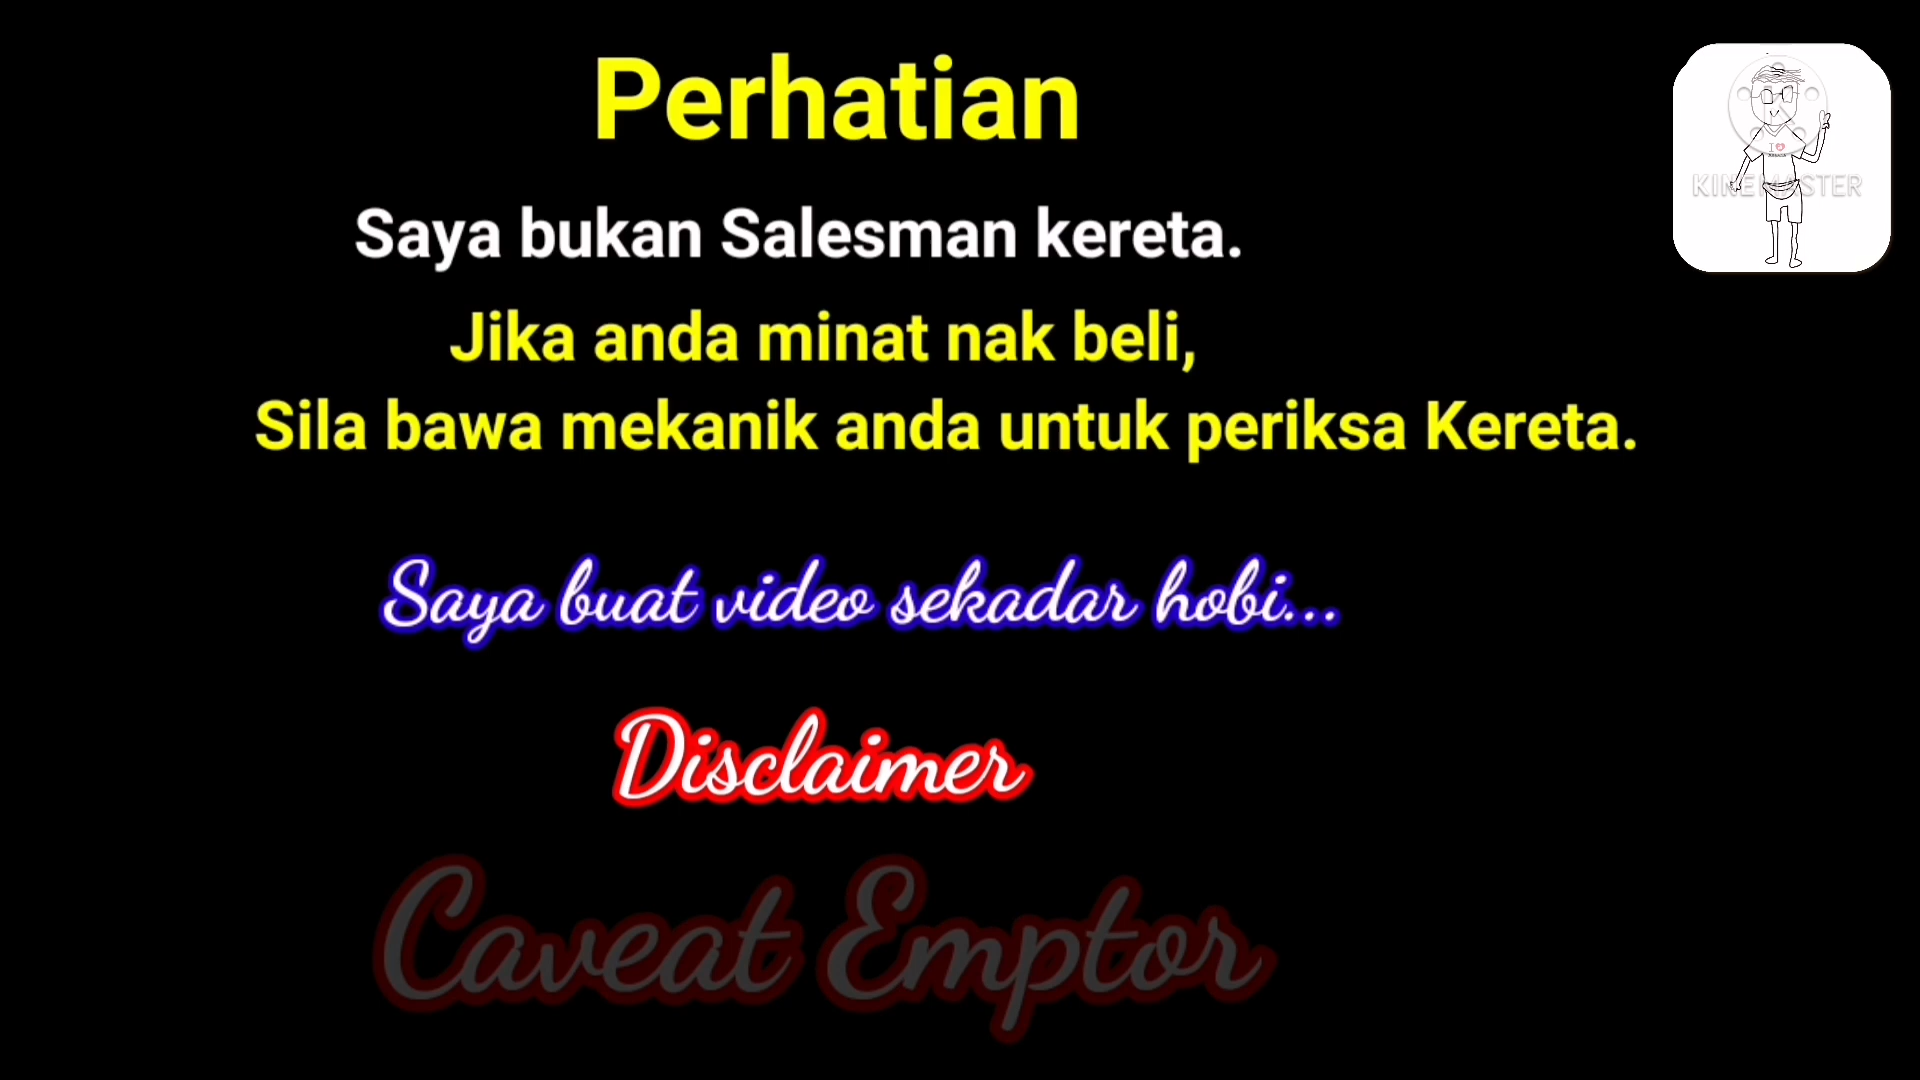 Perhatian
Saya bukan Salesman kereta.
Jika anda minat nak beli,
Sila bawa mekanik anda untuk periksa Kereta.
Saya buat video sekadar hobi...
Disclaimer
Caveat Emptor
KINEMASTER